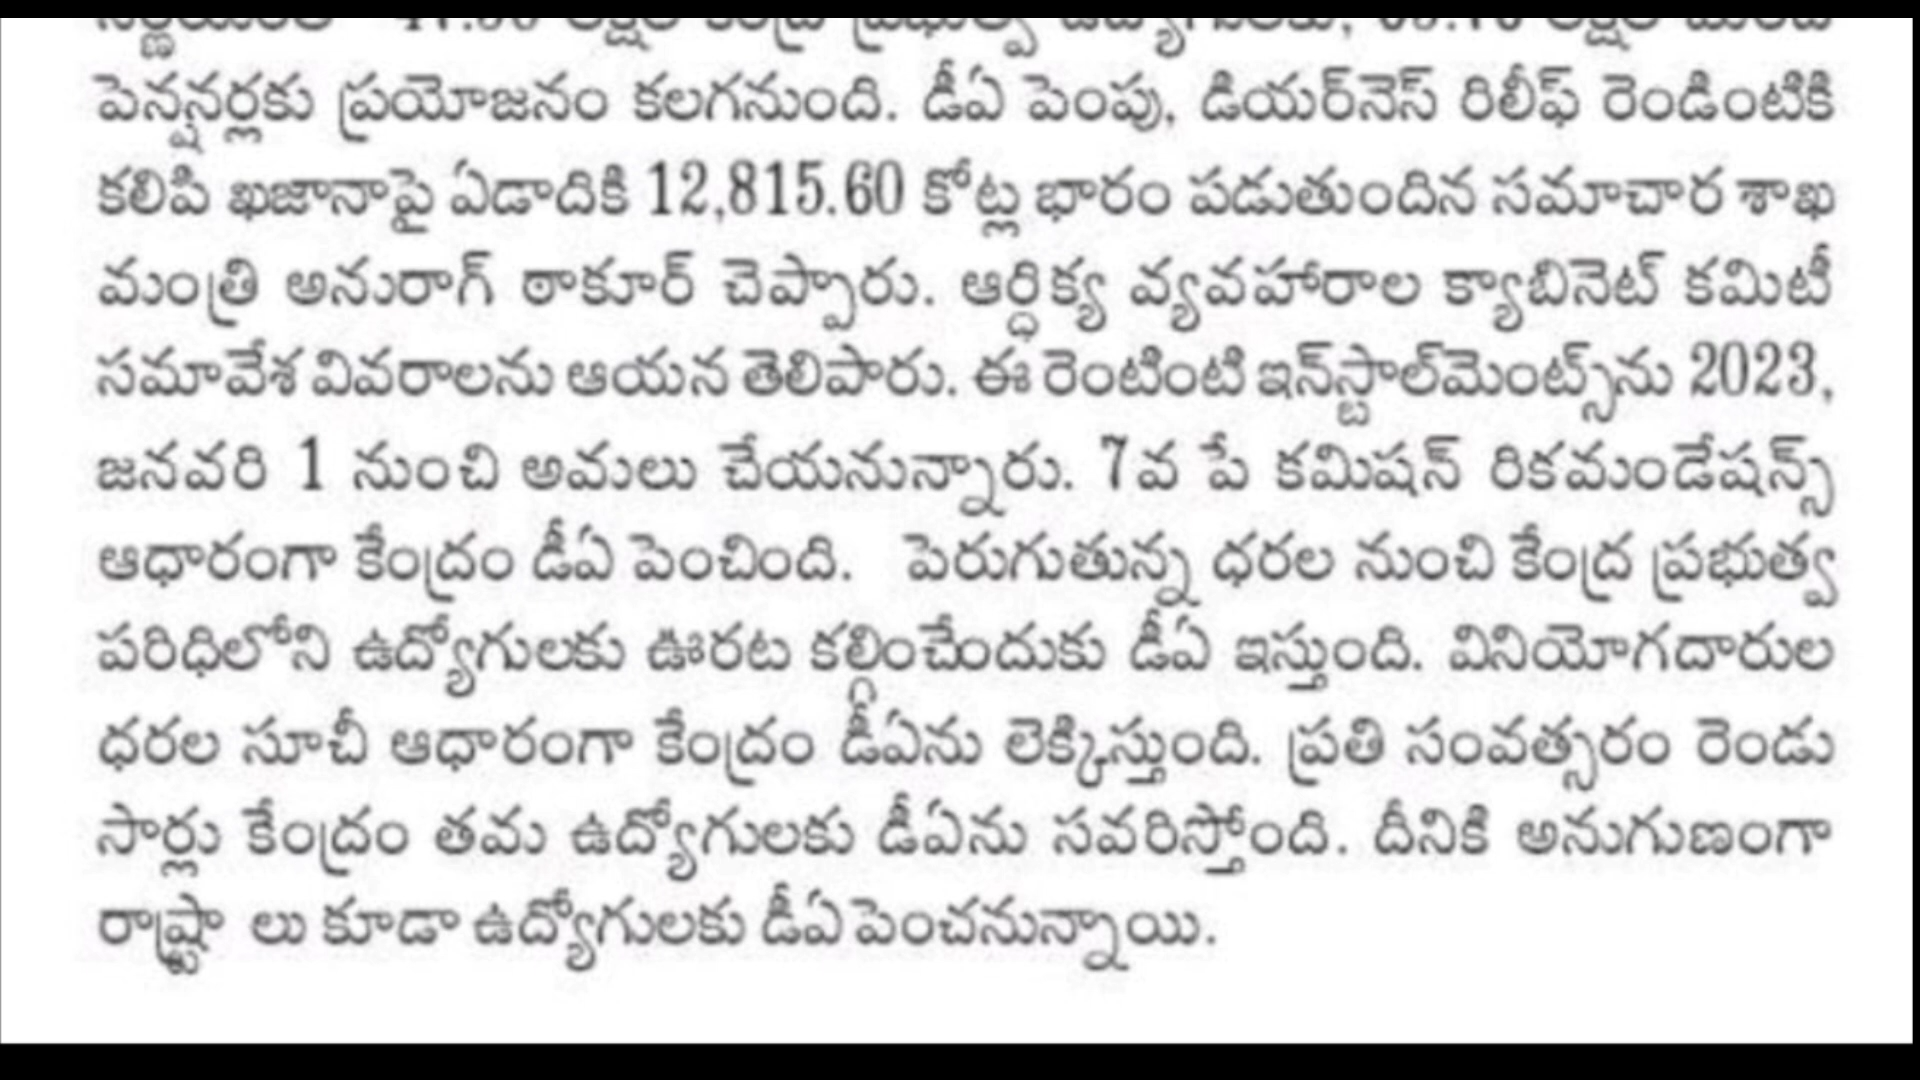 పెన్షనర్లకు ప్రయోజనం కలగనుంది. డీఏ పెంపు, డియర్‌నెస్ రిలీఫ్ రెండింటికి
కలిపి ఖజానాపై ఏడాదికి 12,815.60 కోట్ల భారం పడుతుందిన సమాచార శాఖ
మంత్రి అనురాగ్ ఠాకూర్ చెప్పారు. ఆర్ధిక్య వ్యవహారాల క్యాబినెట్ కమిటీ
సమావేశ వివరాలను ఆయన తెలిపారు. ఈ రెంటింటి ఇన్‌స్టాల్‌మెంట్స్‌ను 2023,
జనవరి 1 నుంచి అమలు చేయనున్నారు. 7వ పే కమిషన్ రికమండేషన్స్
ఆధారంగా కేంద్రం డీఏ పెంచింది. పెరుగుతున్న ధరల నుంచి కేంద్ర ప్రభుత్వ
పరిధిలోని ఉద్యోగులకు ఊరట కల్గించేందుకు డీఏ ఇస్తుంది. వినియోగదారుల
ధరల సూచీ ఆధారంగా కేంద్రం డీఏను లెక్కిస్తుంది. ప్రతి సంవత్సరం రెండు
సార్లు కేంద్రం తమ ఉద్యోగులకు డీఏను సవరిస్తోంది. దీనికి అనుగుణంగా
రాష్ట్రా లు కూడా ఉద్యోగులకు డీఏ పెంచనున్నాయి.